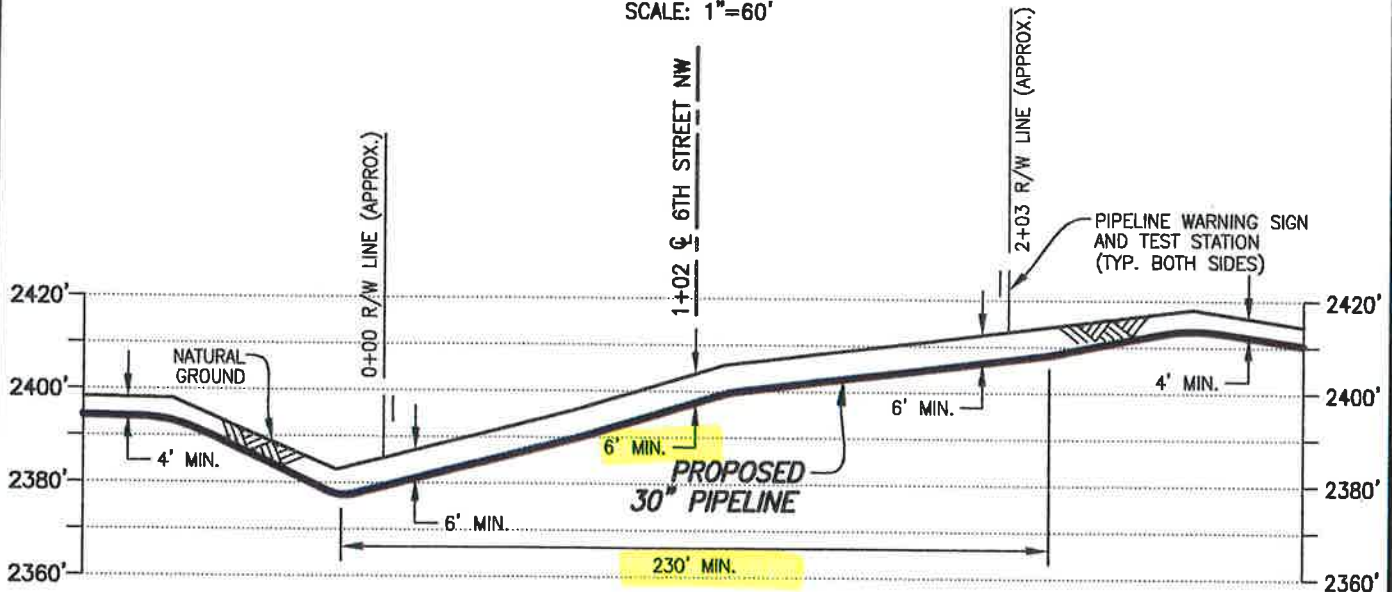 SCALE: 1"=60'
0+00 R/W LINE (APPROX.)
1+02 ℄ 6TH STREET NW
2+03 R/W LINE (APPROX.)
PIPELINE WARNING SIGN
AND TEST STATION
(TYP. BOTH SIDES)
2420'
2420'
NATURAL
GROUND
2400'
2400'
4' MIN.
6' MIN.
4' MIN.
6' MIN.
PROPOSED
30" PIPELINE
2380'
2380'
6' MIN.
230' MIN.
2360'
2360'